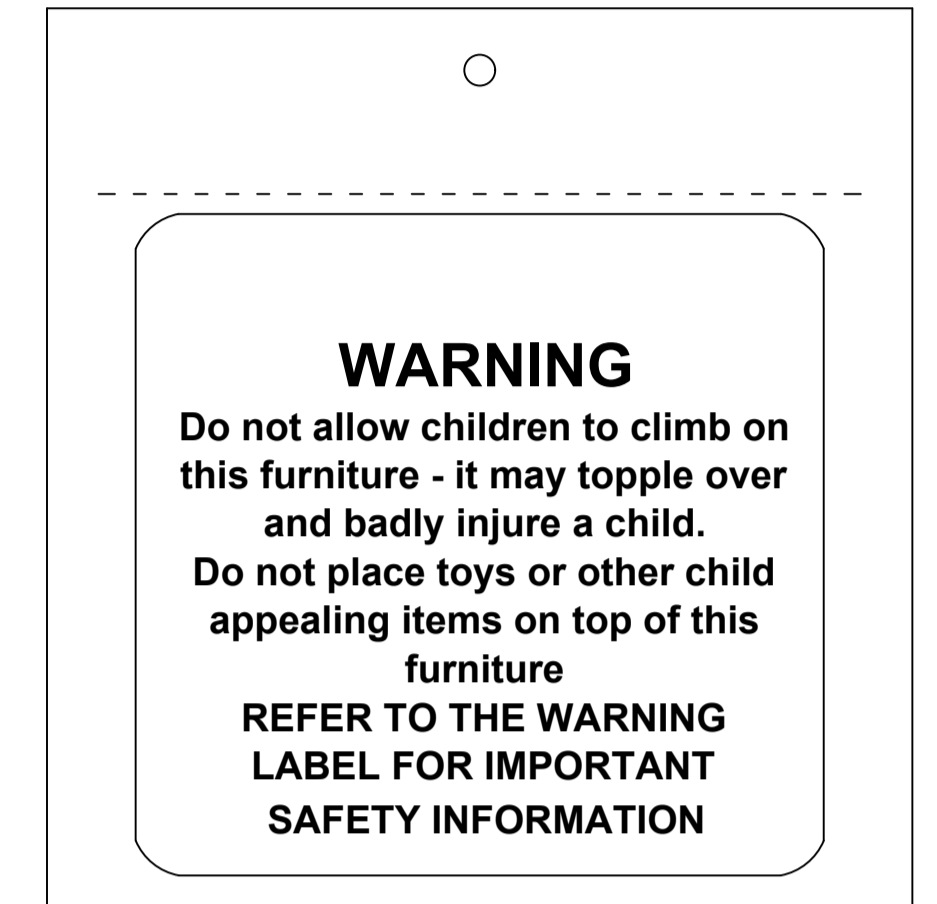 WARNING
Do not allow children to climb on
this furniture - it may topple over
and badly injure a child.
Do not place toys or other child
appealing items on top of this
furniture
REFER TO THE WARNING
LABEL FOR IMPORTANT
SAFETY INFORMATION